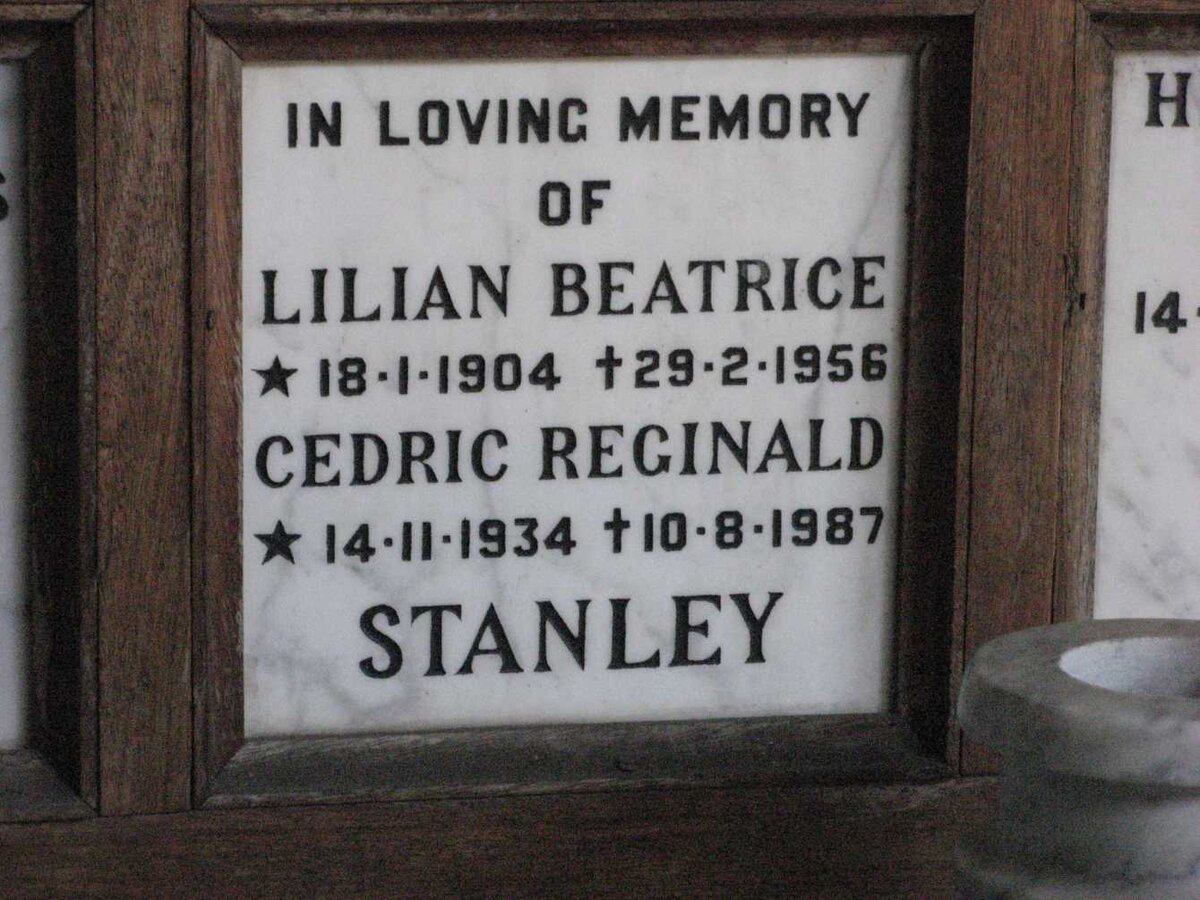 IN LOVING MEMORY
OF
LILIAN BEATRICE
★ 18·1·1904 †29·2·1956
CEDRIC REGINALD
★ 14·11·1934 †10·8·1987
STANLEY
H
14·